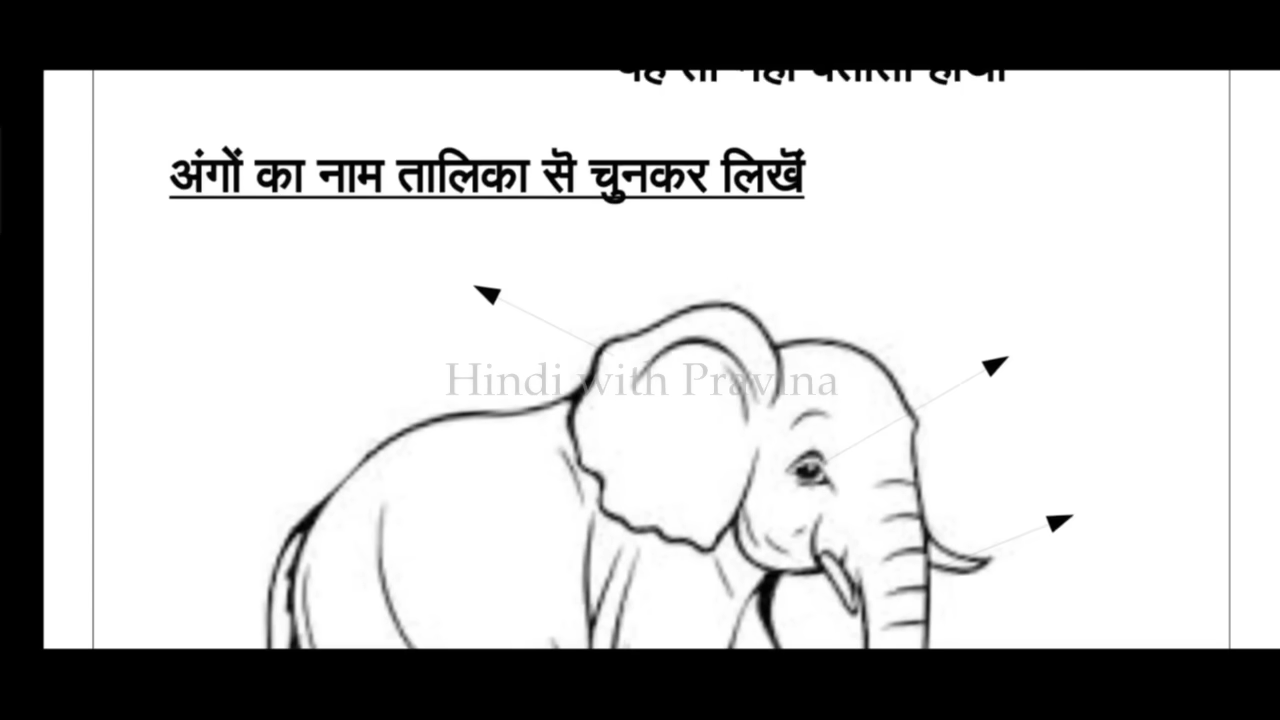 अंगों का नाम तालिका सॆ चुनकर लिखॆं
Hindi with Pravina